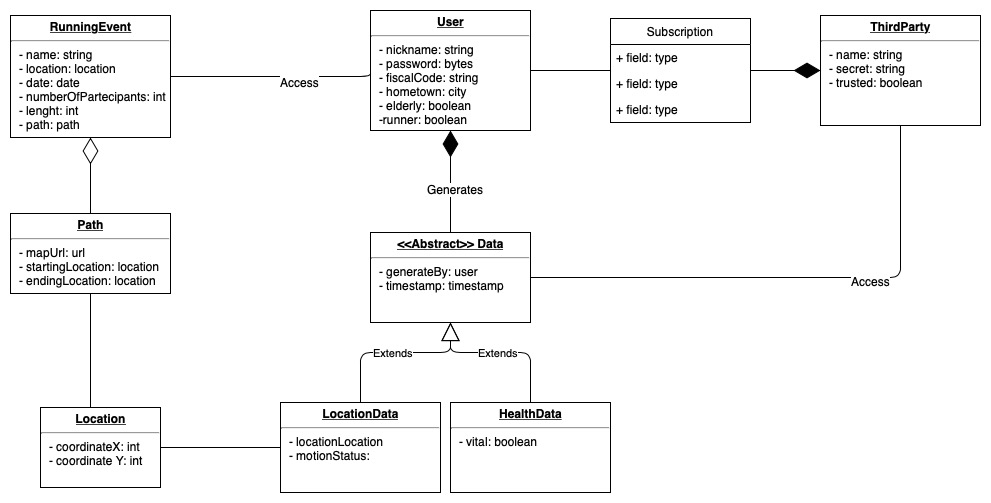 RunningEvent
- name: string
- location: location
- date: date
- numberOfPartecipants: int
- lenght: int
- path: path
Access
User
- nickname: string
- password: bytes
- fiscalCode: string
- hometown: city
- elderly: boolean
-runner: boolean
Subscription
+ field: type
+ field: type
+ field: type
ThirdParty
- name: string
- secret: string
- trusted: boolean
Generates
Path
- mapUrl: url
- startingLocation: location
- endingLocation: location
<<Abstract>> Data
- generateBy: user
- timestamp: timestamp
Access
Extends
Extends
Location
- coordinateX: int
- coordinate Y: int
LocationData
- locationLocation
- motionStatus:
HealthData
- vital: boolean